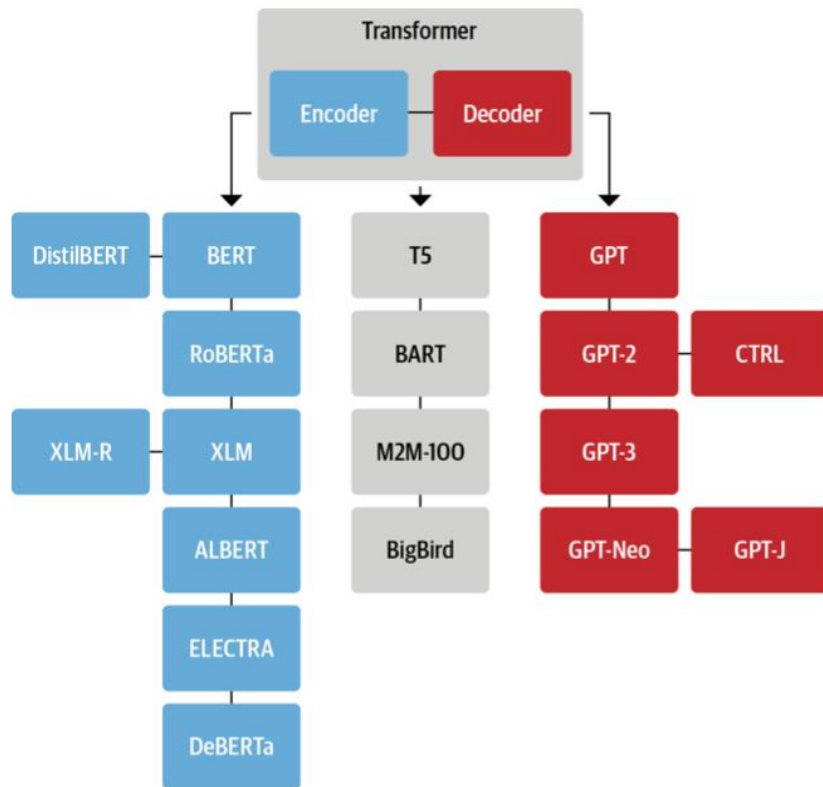 Transformer
Encoder
Decoder
DistilBERT
BERT
T5
GPT
RoBERTa
BART
GPT-2
CTRL
XLM-R
XLM
M2M-100
GPT-3
ALBERT
BigBird
GPT-Neo
GPT-J
ELECTRA
DeBERTa